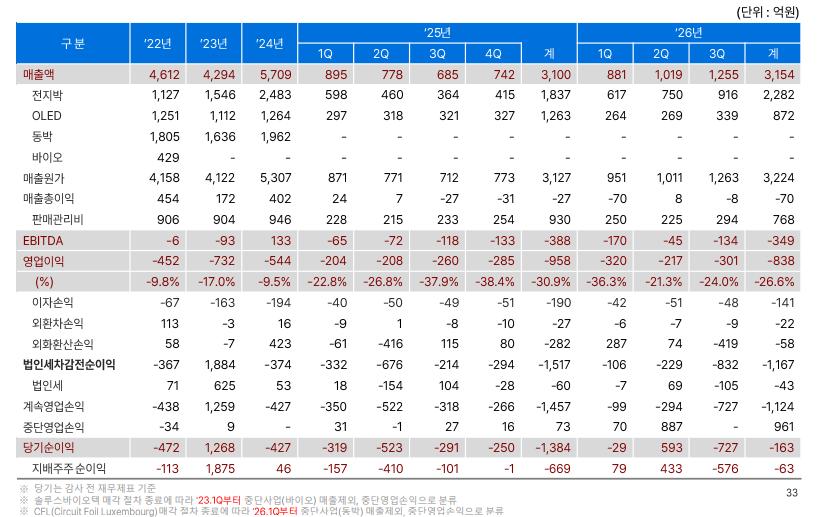 (단위 : 억원)
구 분 '22년 '23년 '24년 '25년 '26년
1Q 2Q 3Q 4Q 계 1Q 2Q 3Q 계
매출액 4,612 4,294 5,709 895 778 685 742 3,100 881 1,019 1,255 3,154
전지박 1,127 1,546 2,483 598 460 364 415 1,837 617 750 916 2,282
OLED 1,251 1,112 1,264 297 318 321 327 1,263 264 269 339 872
동박 1,805 1,636 1,962 - - - - - - - - -
바이오 429 - - - - - - - - - - -
매출원가 4,158 4,122 5,307 871 771 712 773 3,127 951 1,011 1,263 3,224
매출총이익 454 172 402 24 7 -27 -31 -27 -70 8 -8 -70
판매관리비 906 904 946 228 215 233 254 930 250 225 294 768
EBITDA -6 -93 133 -65 -72 -118 -133 -388 -170 -45 -134 -349
영업이익 -452 -732 -544 -204 -208 -260 -285 -958 -320 -217 -301 -838
(%) -9.8% -17.0% -9.5% -22.8% -26.8% -37.9% -38.4% -30.9% -36.3% -21.3% -24.0% -26.6%
이자손익 -67 -163 -194 -40 -50 -49 -51 -190 -42 -51 -48 -141
외환차손익 113 -3 16 -9 1 -8 -10 -27 -6 -7 -9 -22
외화환산손익 58 -7 423 -61 -416 115 80 -282 287 74 -419 -58
법인세차감전순이익 -367 1,884 -374 -332 -676 -214 -294 -1,517 -106 -229 -832 -1,167
법인세 71 625 53 18 -154 104 -28 -60 -7 69 -105 -43
계속영업손익 -438 1,259 -427 -350 -522 -318 -266 -1,457 -99 -294 -727 -1,124
중단영업손익 -34 9 - 31 -1 27 16 73 70 887 - 961
당기순이익 -472 1,268 -427 -319 -523 -291 -250 -1,384 -29 593 -727 -163
지배주주순이익 -113 1,875 46 -157 -410 -101 -1 -669 79 433 -576 -63
※ 당기는 감사 전 재무제표 기준
※ 솔루스바이오텍 매각 절차 종료에 따라 '23.1Q부터 중단사업(바이오) 매출제외, 중단영업손익으로 분류
※ CFL(Circuit Foil Luxembourg)매각 절차 종료에 따라 '26.1Q부터 중단사업(동박) 매출제외, 중단영업손익으로 분류
33